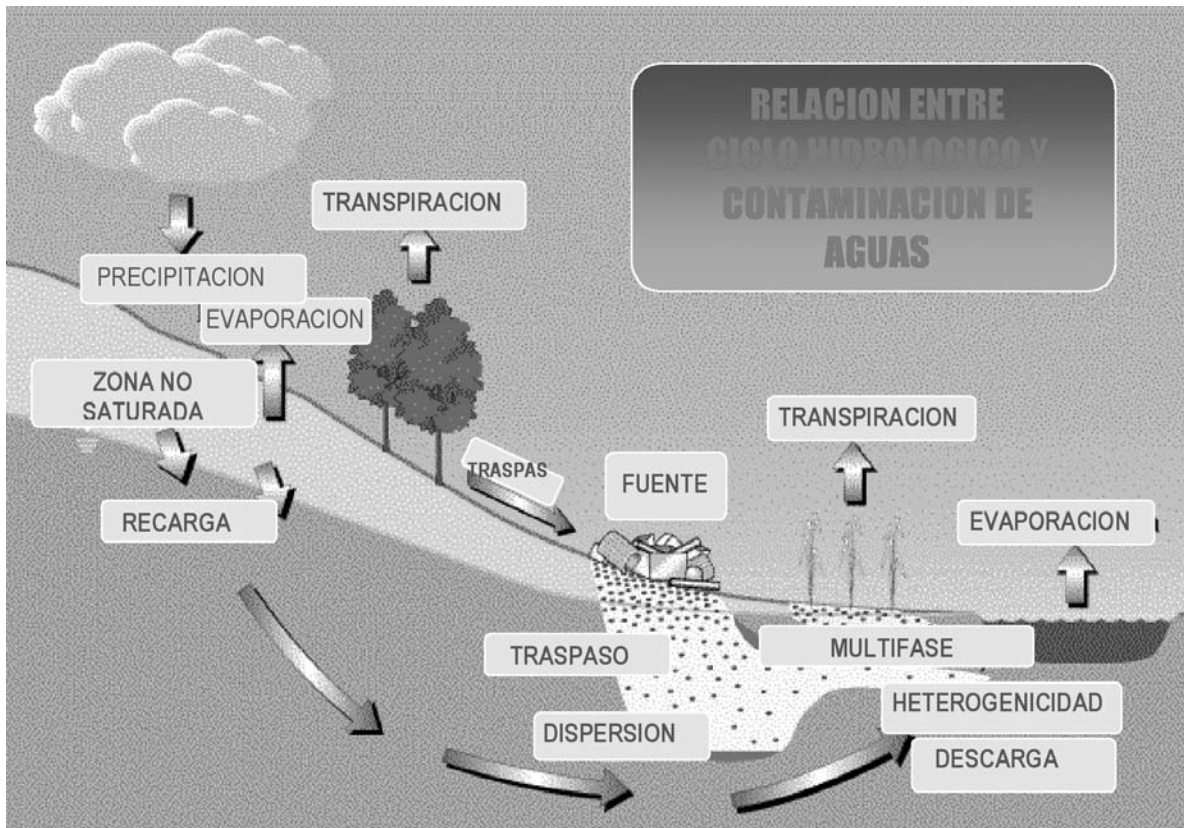 RELACION ENTRE
CICLO HIDROLOGICO Y
CONTAMINACION DE
AGUAS
TRANSPIRACION
PRECIPITACION
EVAPORACION
ZONA NO
SATURADA
RECARGA
TRASPAS
FUENTE
TRANSPIRACION
EVAPORACION
TRASPASO
MULTIFASE
DISPERSION
HETEROGENICIDAD
DESCARGA